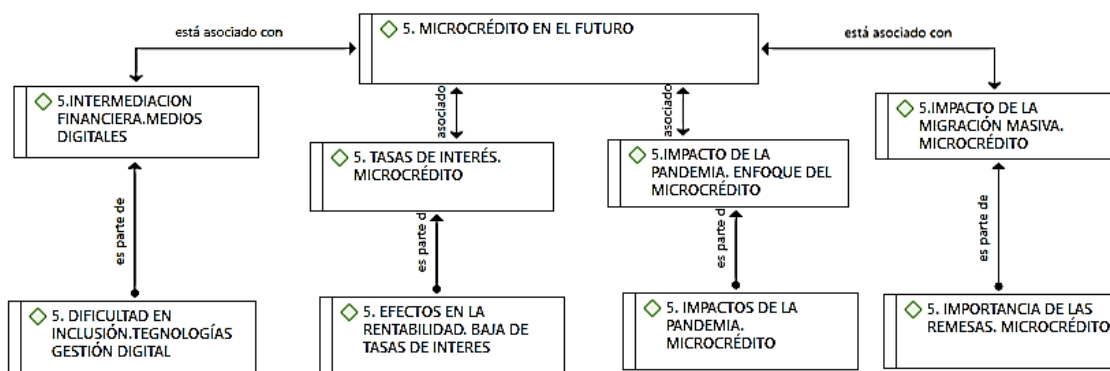 está asociado con
5. MICROCRÉDITO EN EL FUTURO
está asociado con
5.INTERMEDIACION
FINANCIERA.MEDIOS
DIGITALES
asociado
asociado
5.IMPACTO DE LA
MIGRACIÓN MASIVA.
MICROCRÉDITO
5. TASAS DE INTERÉS.
MICROCRÉDITO
5.IMPACTO DE LA
PANDEMIA. ENFOQUE DEL
MICROCRÉDITO
es parte de
es parte d
es parte d
es parte de
5. DIFICULTAD EN
INCLUSIÓN.TEGNOLOGÍAS
GESTIÓN DIGITAL
5. EFECTOS EN LA
RENTABILIDAD. BAJA DE
TASAS DE INTERES
5. IMPACTOS DE LA
PANDEMIA.
MICROCRÉDITO
5. IMPORTANCIA DE LAS
REMESAS. MICROCRÉDITO